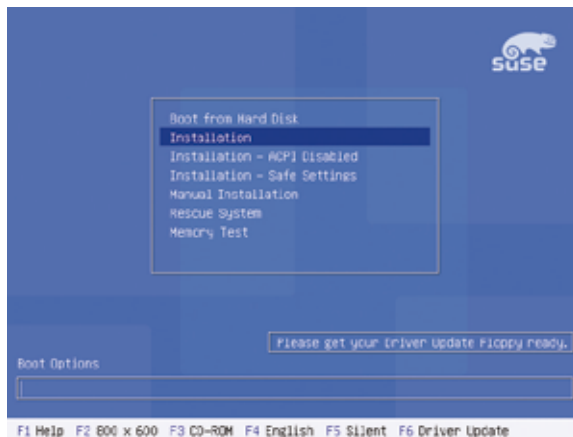 suse
Boot from Hard Disk
Installation
Installation - ACPI Disabled
Installation - Safe Settings
Manual Installation
Rescue System
Memory Test
Please get your Driver Update Floppy ready.
Boot Options
F1 Help F2 800 x 600 F3 CD-ROM F4 English F5 Silent F6 Driver Update